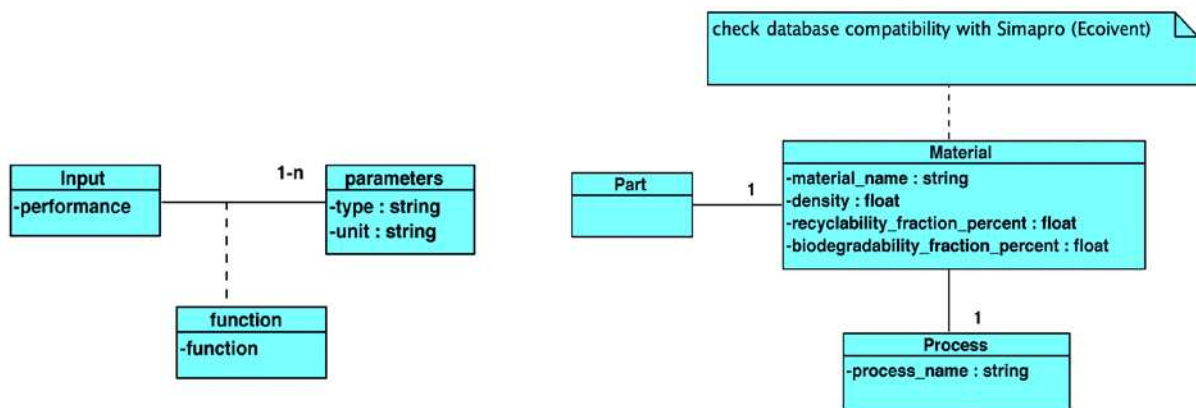 check database compatibility with Simapro (Ecoivent)
Input
-performance
1-n
parameters
-type : string
-unit : string
function
-function
Part
1
Material
-material_name : string
-density : float
-recyclability_fraction_percent : float
-biodegradability_fraction_percent : float
1
Process
-process_name : string